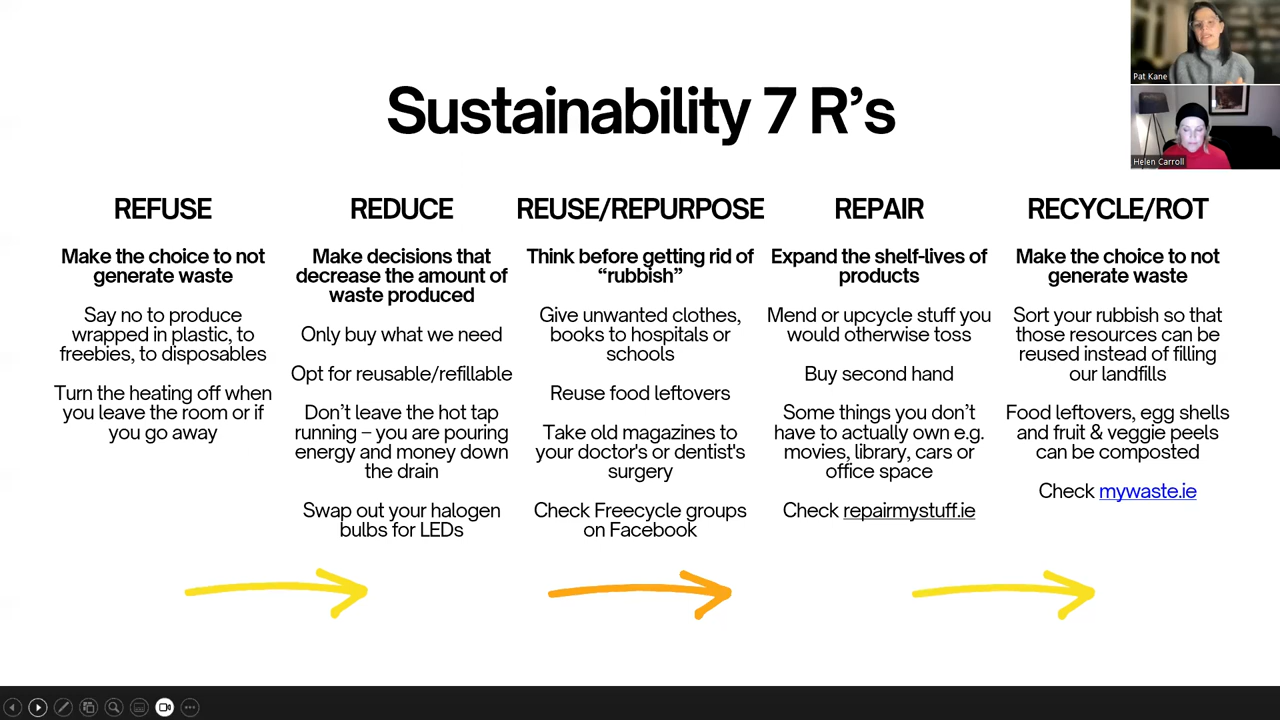 Sustainability 7 R’s
Pat Kane
Helen Carroll
REFUSE
Make the choice to not
generate waste
Say no to produce
wrapped in plastic, to
freebies, to disposables
Turn the heating off when
you leave the room or if
you go away
REDUCE
Make decisions that
decrease the amount of
waste produced
Only buy what we need
Opt for reusable/refillable
Don’t leave the hot tap
running – you are pouring
energy and money down
the drain
Swap out your halogen
bulbs for LEDs
REUSE/REPURPOSE
Think before getting rid of
“rubbish”
Give unwanted clothes,
books to hospitals or
schools
Reuse food leftovers
Take old magazines to
your doctor's or dentist's
surgery
Check Freecycle groups
on Facebook
REPAIR
Expand the shelf-lives of
products
Mend or upcycle stuff you
would otherwise toss
Buy second hand
Some things you don’t
have to actually own e.g.
movies, library, cars or
office space
Check repairmystuff.ie
RECYCLE/ROT
Make the choice to not
generate waste
Sort your rubbish so that
those resources can be
reused instead of filling
our landfills
Food leftovers, egg shells
and fruit & veggie peels
can be composted
Check mywaste.ie